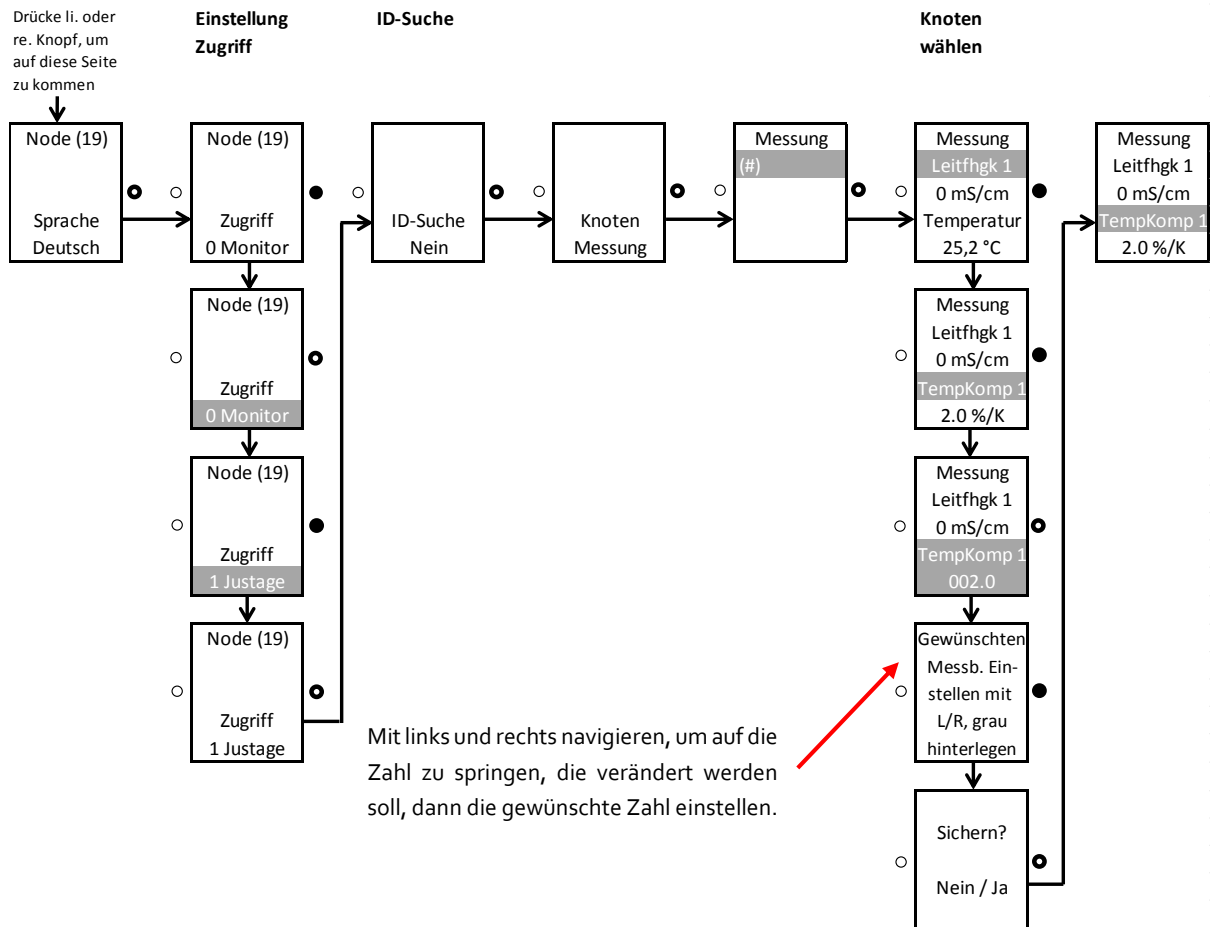 Drücke li. oder
re. Knopf, um
auf diese Seite
zu kommen
Einstellung
Zugriff
ID-Suche
Knoten
wählen
Node (19)
Sprache
Deutsch
Node (19)
Zugriff
0 Monitor
Node (19)
Zugriff
0 Monitor
Node (19)
Zugriff
1 Justage
Node (19)
Zugriff
1 Justage
ID-Suche
Nein
Knoten
Messung
Messung
(#)
Messung
Leitfhgk 1
0 mS/cm
Temperatur
25,2 °C
Messung
Leitfhgk 1
0 mS/cm
TempKomp 1
2.0 %/K
Messung
Leitfhgk 1
0 mS/cm
TempKomp 1
002.0
Gewünschten
Messb. Ein-
stellen mit
L/R, grau
hinterlegen
Sichern?
Nein / Ja
Messung
Leitfhgk 1
0 mS/cm
TempKomp 1
2.0 %/K
Mit links und rechts navigieren, um auf die
Zahl zu springen, die verändert werden
soll, dann die gewünschte Zahl einstellen.